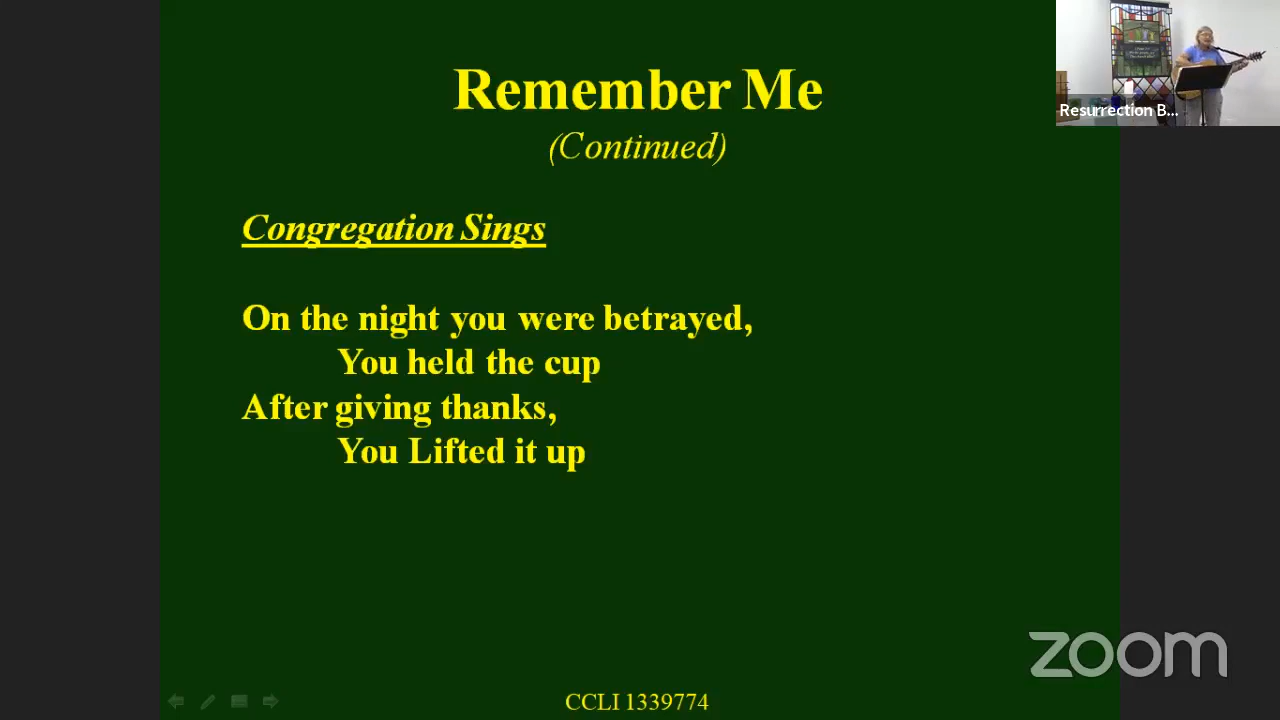 Remember Me
(Continued)
Congregation Sings
On the night you were betrayed,
You held the cup
After giving thanks,
You Lifted it up
CCLI 1339774
Resurrection B...
zoom